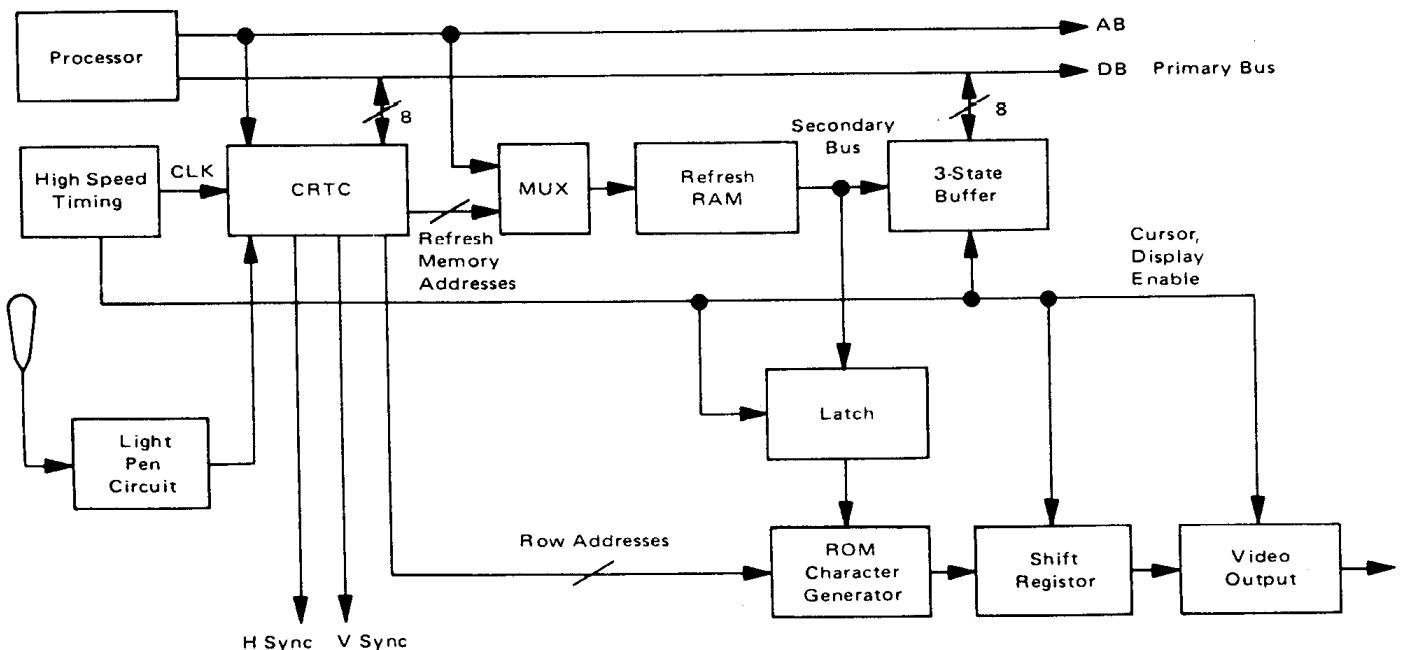 AB
Processor
DB Primary Bus
8
8
Secondary
Bus
High Speed
Timing
CLK
CRTC
MUX
Refresh
RAM
3-State
Buffer
Refresh
Memory
Addresses
Cursor,
Display
Enable
Latch
Light
Pen
Circuit
Row Addresses
ROM
Character
Generator
Shift
Registor
Video
Output
H Sync V Sync